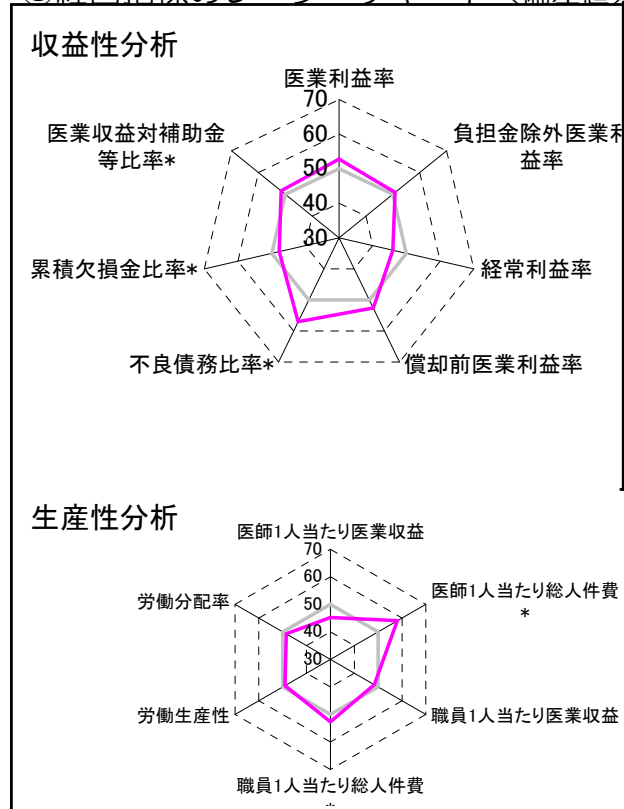 収益性分析
医業利益率
70
60
50
40
30
負担金除外医業利
益率
経常利益率
償却前医業利益率
不良債務比率*
累積欠損金比率*
医業収益対補助金
等比率*
生産性分析
医師1人当たり医業収益
70
60
50
40
30
医師1人当たり総人件費
*
職員1人当たり医業収益
職員1人当たり総人件費
*
労働生産性
労働分配率